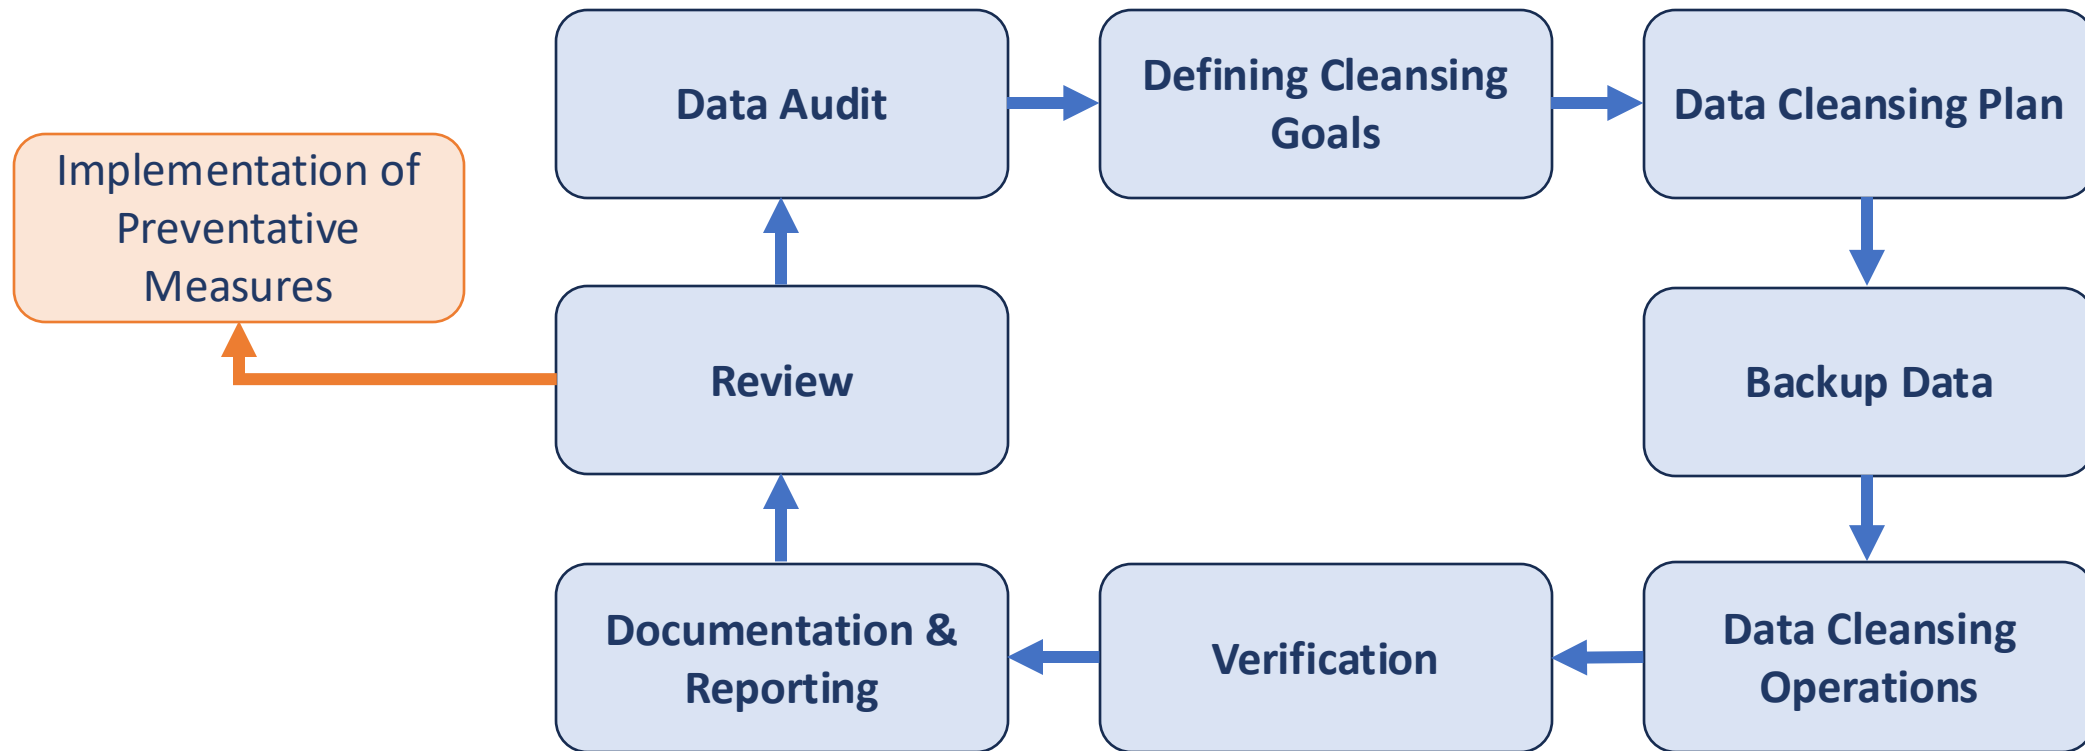 Data Audit
Defining Cleansing
Goals
Data Cleansing Plan
Implementation of
Preventative
Measures
Review
Backup Data
Documentation &
Reporting
Verification
Data Cleansing
Operations